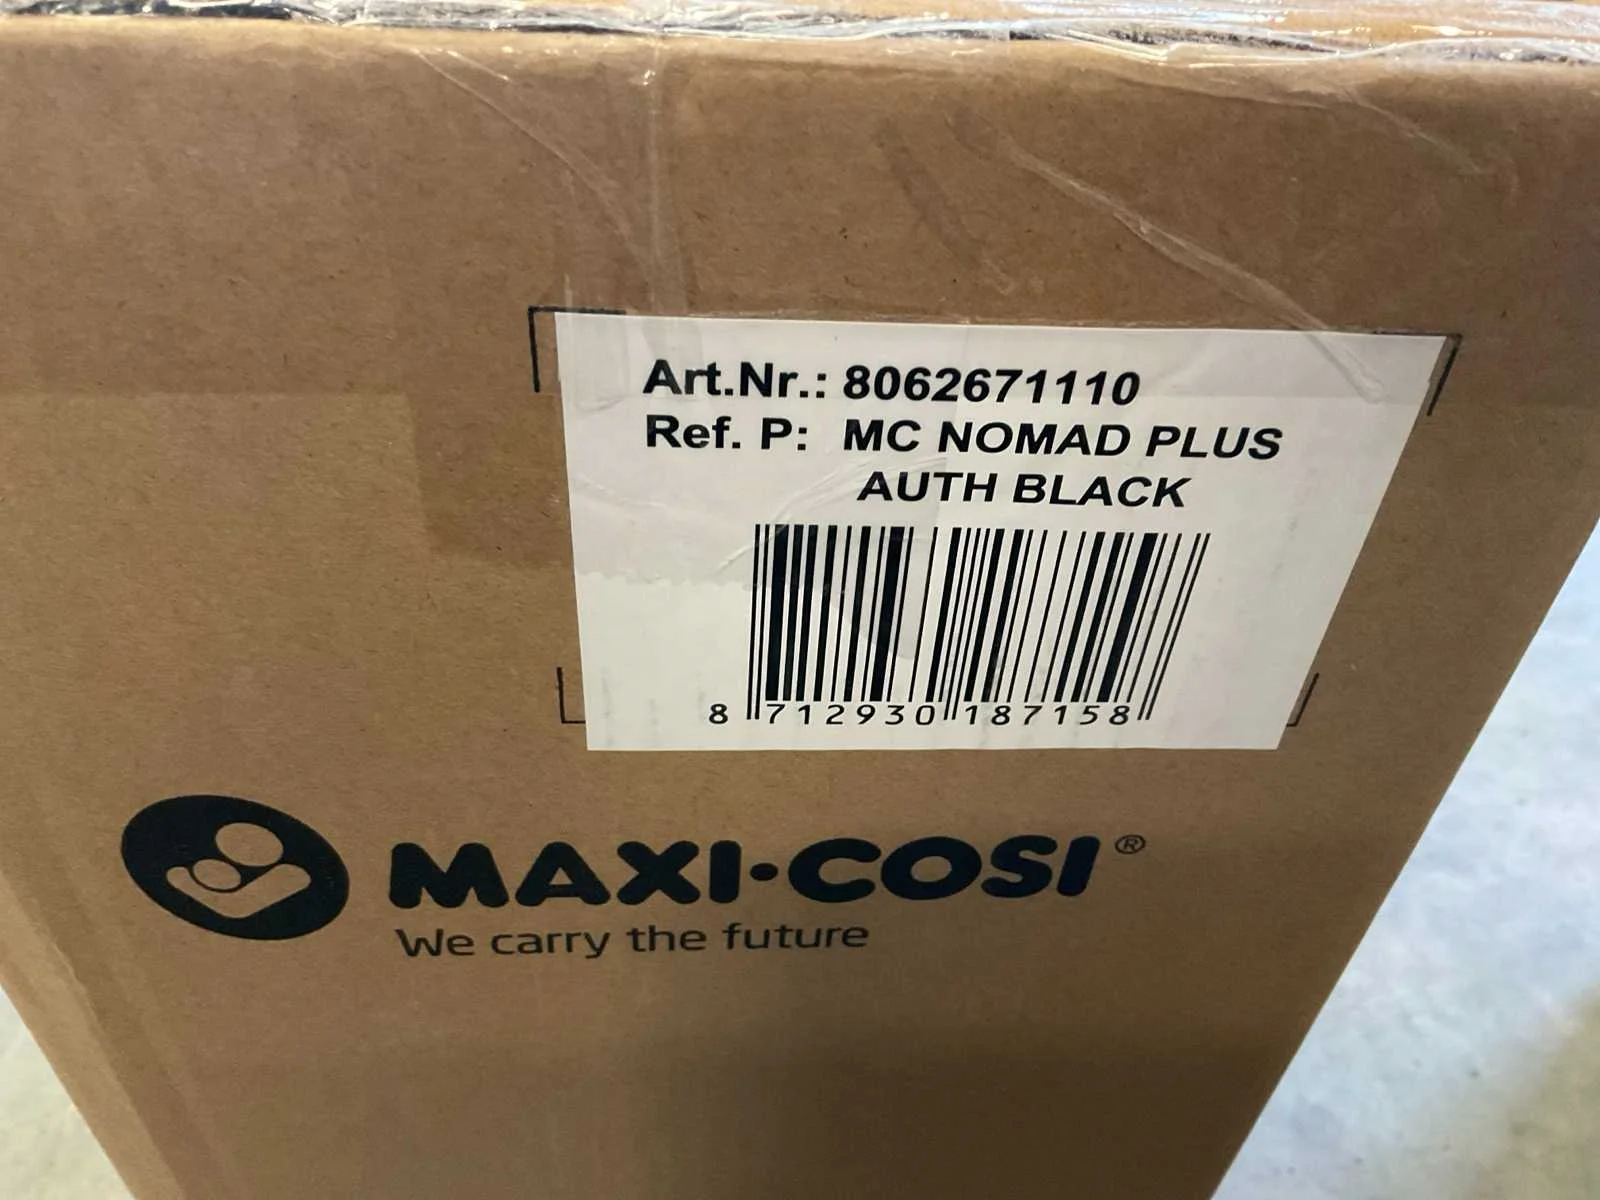 Art.Nr.: 8062671110
Ref. P: MC NOMAD PLUS
AUTH BLACK
8 712930 187158
MAXI·COSI®
We carry the future